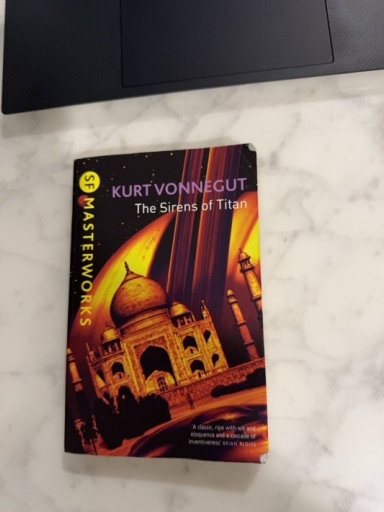 SF MASTERWORKS
KURT VONNEGUT
The Sirens of Titan
'A classic, ripe with wit and
eloquence and a cascade of
inventiveness' BRIAN ALDISS